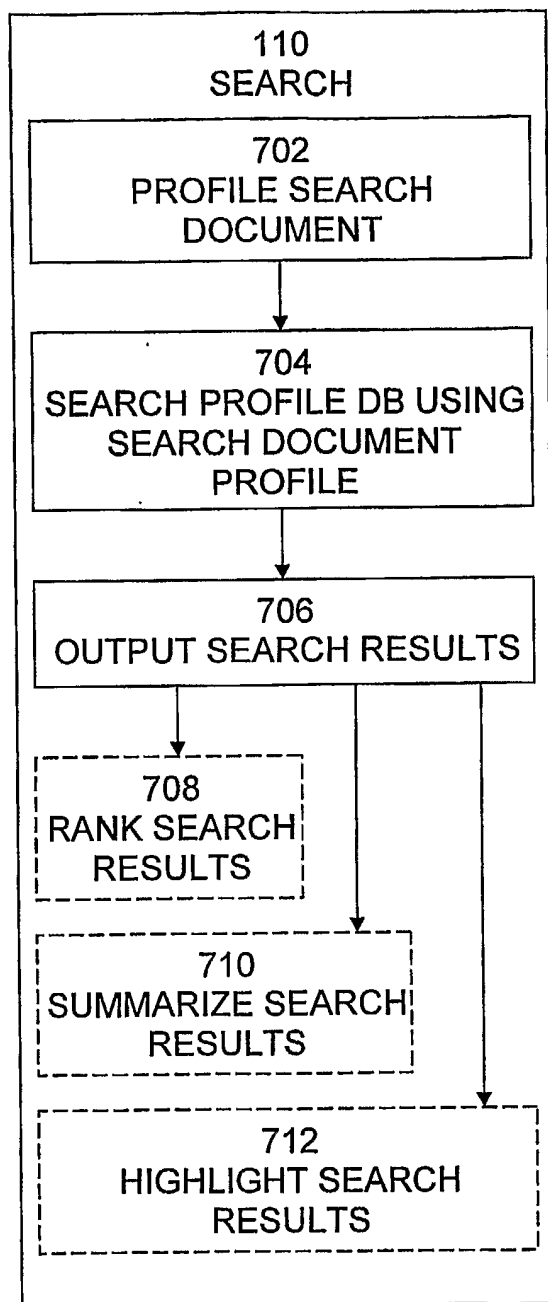 110
SEARCH
702
PROFILE SEARCH
DOCUMENT
704
SEARCH PROFILE DB USING
SEARCH DOCUMENT
PROFILE
706
OUTPUT SEARCH RESULTS
708
RANK SEARCH
RESULTS
710
SUMMARIZE SEARCH
RESULTS
712
HIGHLIGHT SEARCH
RESULTS